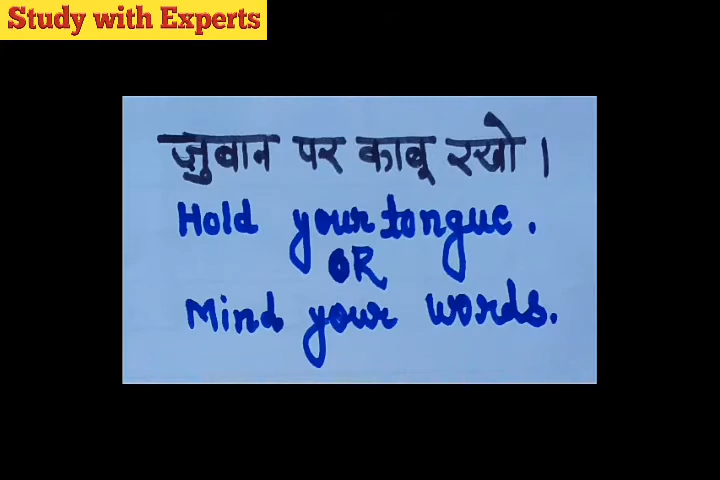 Study with Experts
ज़ुबान पर काबू रखो।
Hold your tongue.
OR
Mind your words.